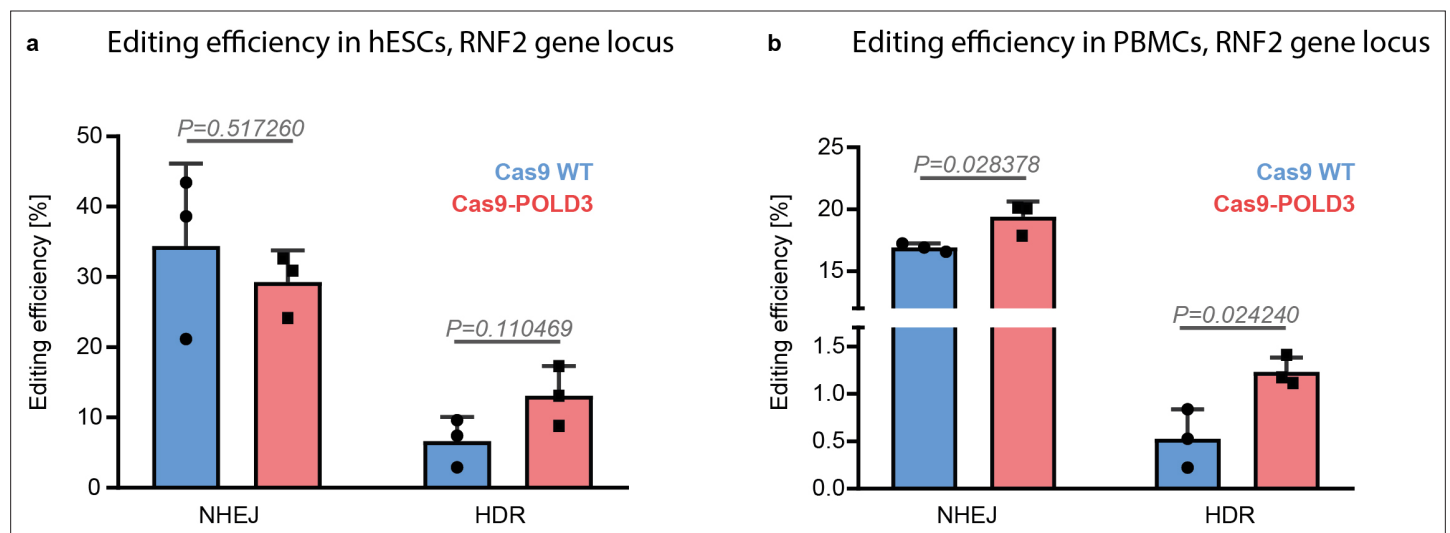 a Editing efficiency in hESCs, RNF2 gene locus
Editing efficiency [%]
50
40
30
20
10
0
P=0.517260
P=0.110469
Cas9 WT
Cas9-POLD3
NHEJ HDR
b Editing efficiency in PBMCs, RNF2 gene locus
Editing efficiency [%]
25
20
15
1.5
1.0
0.5
0.0
P=0.028378
P=0.024240
Cas9 WT
Cas9-POLD3
NHEJ HDR